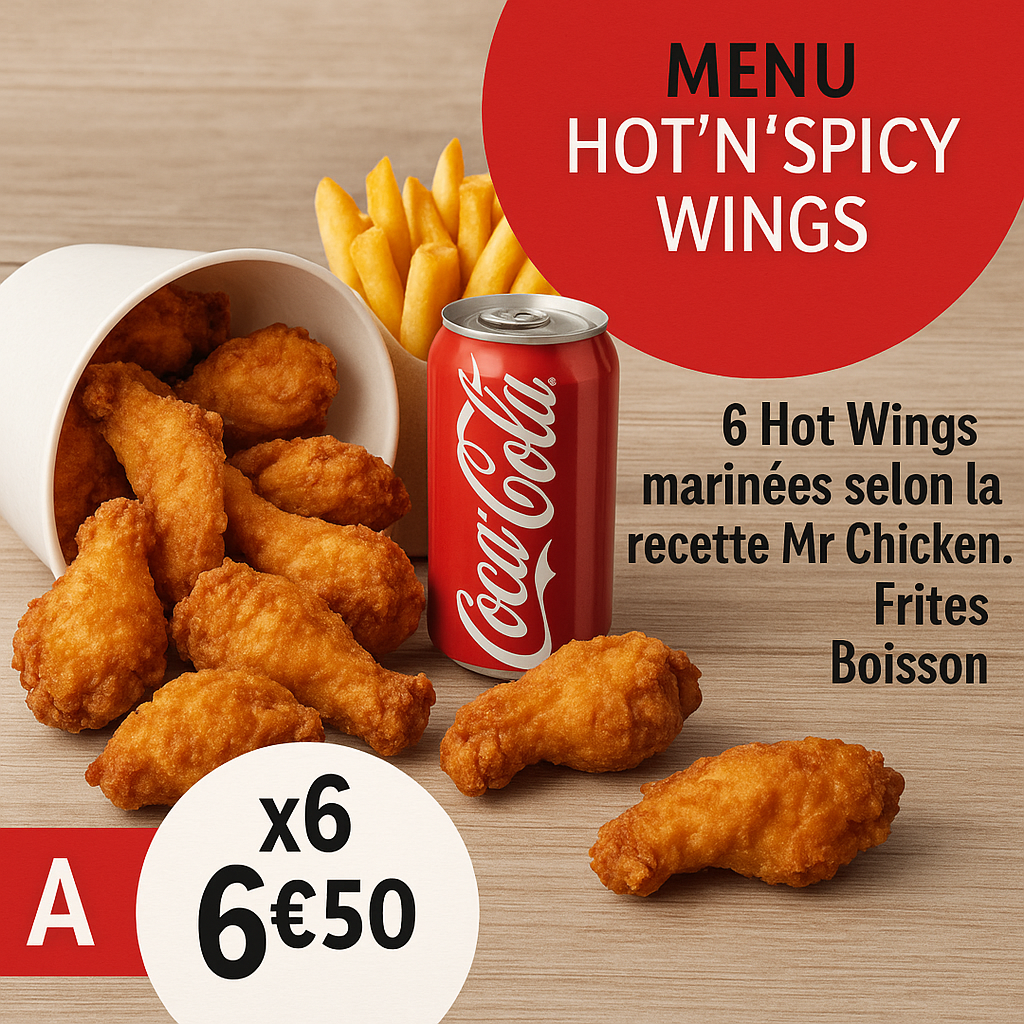 MENU
HOT'N'SPICY
WINGS
Coca-Cola
6 Hot Wings
marinées selon la
recette Mr Chicken.
Frites
Boisson
x6
6€50
A